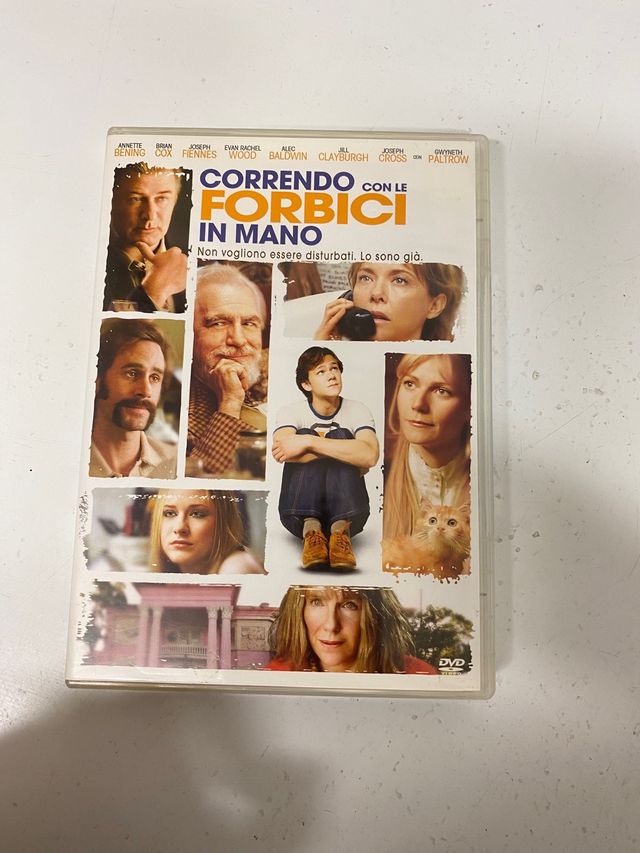 ANNETTE BENING BRIAN COX JOSEPH FIENNES EVAN RACHEL WOOD ALEC BALDWIN JILL CLAYBURGH JOSEPH CROSS CON GWYNETH PALTROW
CORRENDO CON LE
FORBICI
IN MANO
Non vogliono essere disturbati. Lo sono già.
DVD
VIDEO